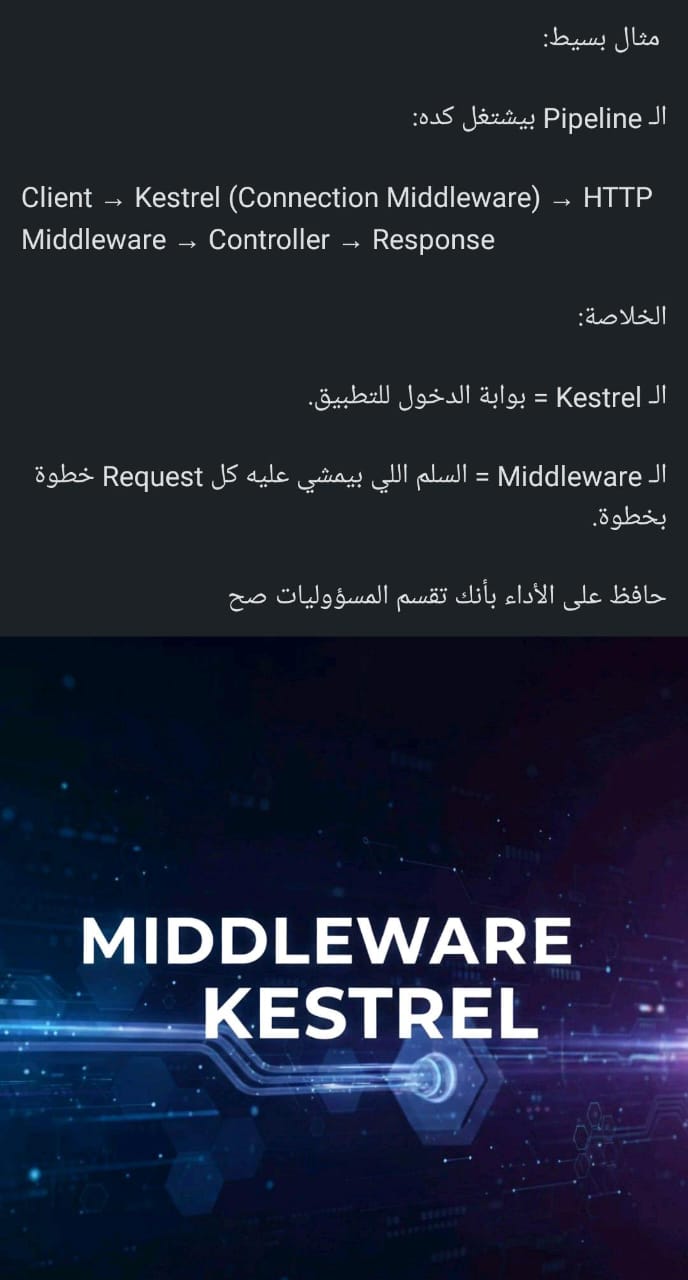 مثال بسيط:
الـ Pipeline بيشتغل كده:
Client → Kestrel (Connection Middleware) → HTTP
Middleware → Controller → Response
الخلاصة:
الـ Kestrel = بوابة الدخول للتطبيق.
الـ Middleware = السلم اللي بيمشي عليه كل Request خطوة
بخطوة.
حافظ على الأداء بأنك تقسم المسؤوليات صح
MIDDLEWARE
KESTREL